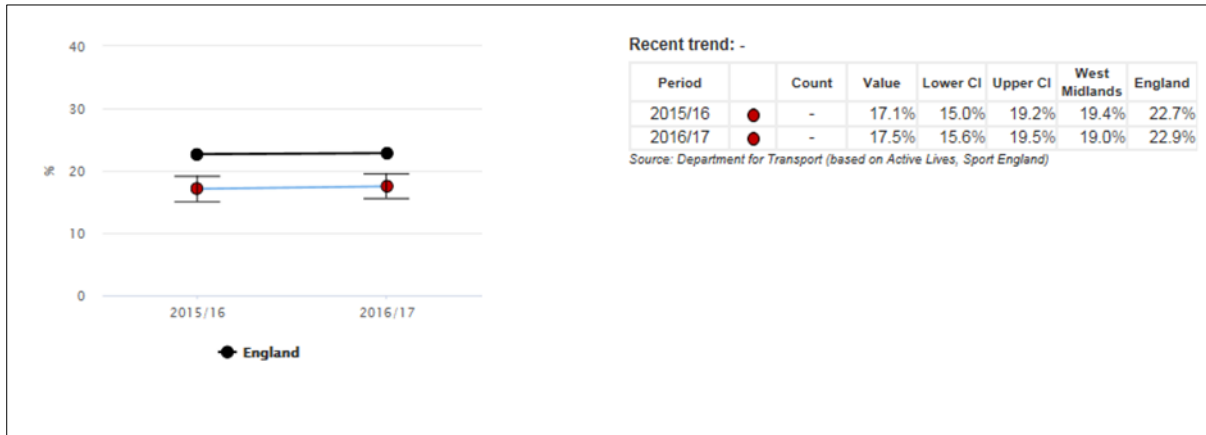 40
30
20
10
0
%
2015/16 2016/17
England
Recent trend: -
Period Count Value Lower CI Upper CI West Midlands England
2015/16 - 17.1% 15.0% 19.2% 19.4% 22.7%
2016/17 - 17.5% 15.6% 19.5% 19.0% 22.9%
Source: Department for Transport (based on Active Lives, Sport England)